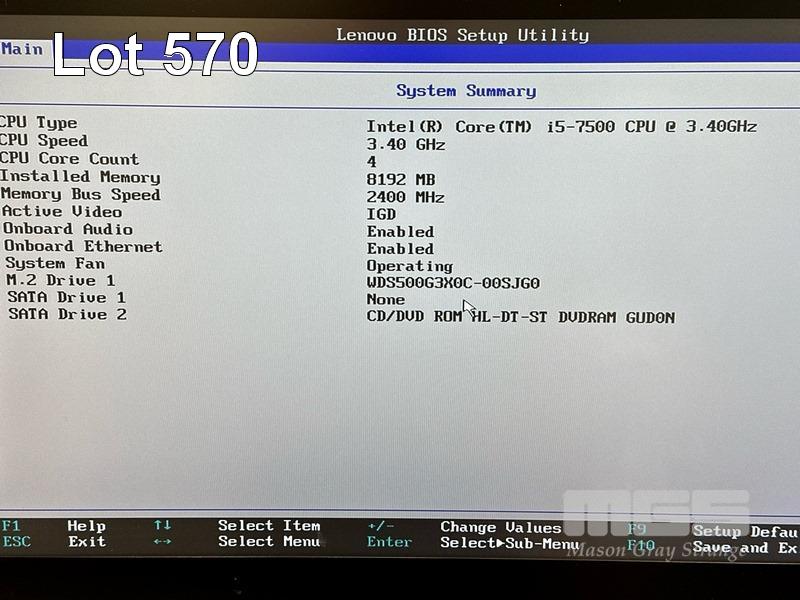 Lenovo BIOS Setup Utility
Main
Lot 570
System Summary
CPU Type Intel(R) Core(TM) i5-7500 CPU @ 3.40GHz
CPU Speed 3.40 GHz
CPU Core Count 4
Installed Memory 8192 MB
Memory Bus Speed 2400 MHz
Active Video IGD
Onboard Audio Enabled
Onboard Ethernet Enabled
System Fan Operating
M.2 Drive 1 WDS500G3X0C-00SJG0
SATA Drive 1 None
SATA Drive 2 CD/DVD ROM HL-DT-ST DVDRAM GUD0N
MGS
F1 Help ↑↓ Select Item +/- Change Values F9 Setup Defau
ESC Exit ←→ Select Menu Enter Select▶Sub-Menu F10 Save and Ex
Mason Gray Strange